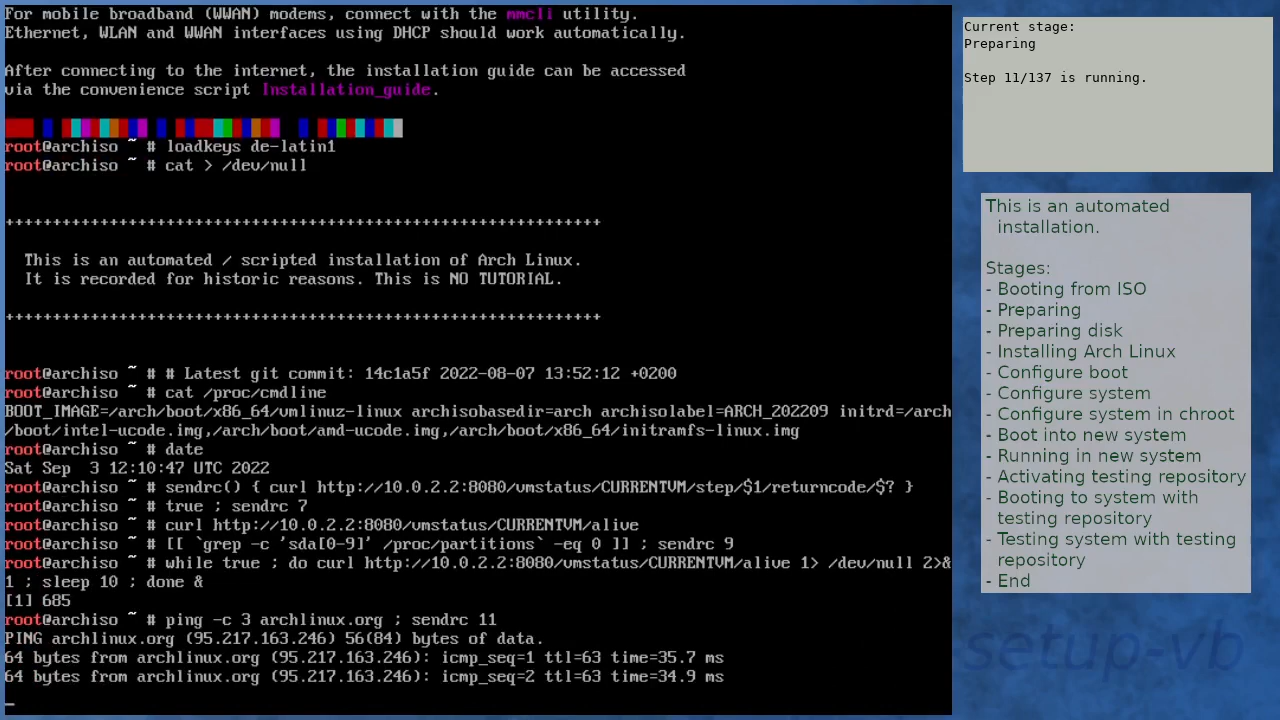 For mobile broadband (WWAN) modems, connect with the mmcli utility.
Ethernet, WLAN and WWAN interfaces using DHCP should work automatically.
After connecting to the internet, the installation guide can be accessed
via the convenience script Installation_guide.
root@archiso ~ # loadkeys de-latin1
root@archiso ~ # cat > /dev/null
+++++++++++++++++++++++++++++++++++++++++++++++++++++++++++++++
This is an automated / scripted installation of Arch Linux.
It is recorded for historic reasons. This is NO TUTORIAL.
+++++++++++++++++++++++++++++++++++++++++++++++++++++++++++++++
root@archiso ~ # # Latest git commit: 14c1a5f 2022-08-07 13:52:12 +0200
root@archiso ~ # cat /proc/cmdline
BOOT_IMAGE=/arch/boot/x86_64/vmlinuz-linux archisobasedir=arch archisolabel=ARCH_202209 initrd=/arch
/boot/intel-ucode.img,/arch/boot/amd-ucode.img,/arch/boot/x86_64/initramfs-linux.img
root@archiso ~ # date
Sat Sep  3 12:10:47 UTC 2022
root@archiso ~ # sendrc() { curl http://10.0.2.2:8080/vmstatus/CURRENTVM/step/$1/returncode/$? }
root@archiso ~ # true ; sendrc 7
root@archiso ~ # curl http://10.0.2.2:8080/vmstatus/CURRENTVM/alive
root@archiso ~ # [[ `grep -c 'sda[0-9]' /proc/partitions` -eq 0 ]] ; sendrc 9
root@archiso ~ # while true ; do curl http://10.0.2.2:8080/vmstatus/CURRENTVM/alive 1> /dev/null 2>&
1 ; sleep 10 ; done &
[1] 685
root@archiso ~ # ping -c 3 archlinux.org ; sendrc 11
PING archlinux.org (95.217.163.246) 56(84) bytes of data.
64 bytes from archlinux.org (95.217.163.246): icmp_seq=1 ttl=63 time=35.7 ms
64 bytes from archlinux.org (95.217.163.246): icmp_seq=2 ttl=63 time=34.9 ms
Current stage:
Preparing
Step 11/137 is running.
This is an automated
installation.
Stages:
- Booting from ISO
- Preparing
- Preparing disk
- Installing Arch Linux
- Configure boot
- Configure system
- Configure system in chroot
- Boot into new system
- Running in new system
- Activating testing repository
- Booting to system with
testing repository
- Testing system with testing
repository
- End
setup-vb